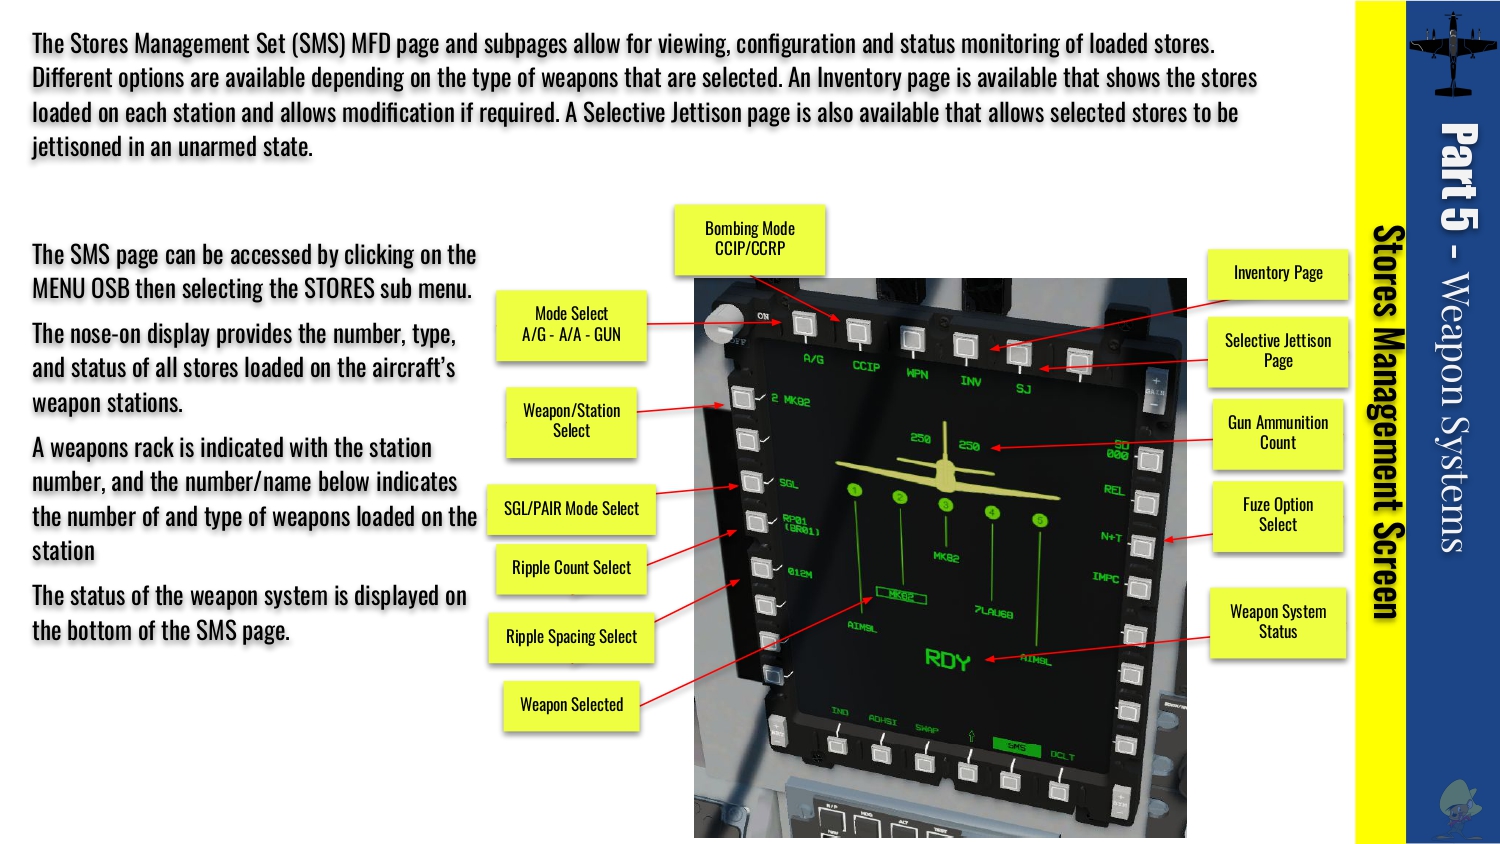 The Stores Management Set (SMS) MFD page and subpages allow for viewing, configuration and status monitoring of loaded stores.
Different options are available depending on the type of weapons that are selected. An Inventory page is available that shows the stores
loaded on each station and allows modification if required. A Selective Jettison page is also available that allows selected stores to be
jettisoned in an unarmed state.
The SMS page can be accessed by clicking on the
MENU OSB then selecting the STORES sub menu.
The nose-on display provides the number, type,
and status of all stores loaded on the aircraft's
weapon stations.
A weapons rack is indicated with the station
number, and the number/name below indicates
the number of and type of weapons loaded on the
station
The status of the weapon system is displayed on
the bottom of the SMS page.
Bombing Mode
CCIP/CCRP
Mode Select
A/G - A/A - GUN
Weapon/Station
Select
SGL/PAIR Mode Select
Ripple Count Select
Ripple Spacing Select
Weapon Selected
Inventory Page
Selective Jettison
Page
Gun Ammunition
Count
Fuze Option
Select
Weapon System
Status
ON
OFF
A/G
CCIP
WPN
INV
SJ
2 MK82
250
250
SD
000
SGL
REL
1
2
3
4
5
RP01
(BR01)
N+T
MK82
012M
IMPC
MK82
7LAU68
AIM9L
RDY
AIM9L
IND
ADHSI
SWAP
SMS
DCLT
ALT
TEST
Stores Management Screen
Part 5 - Weapon Systems